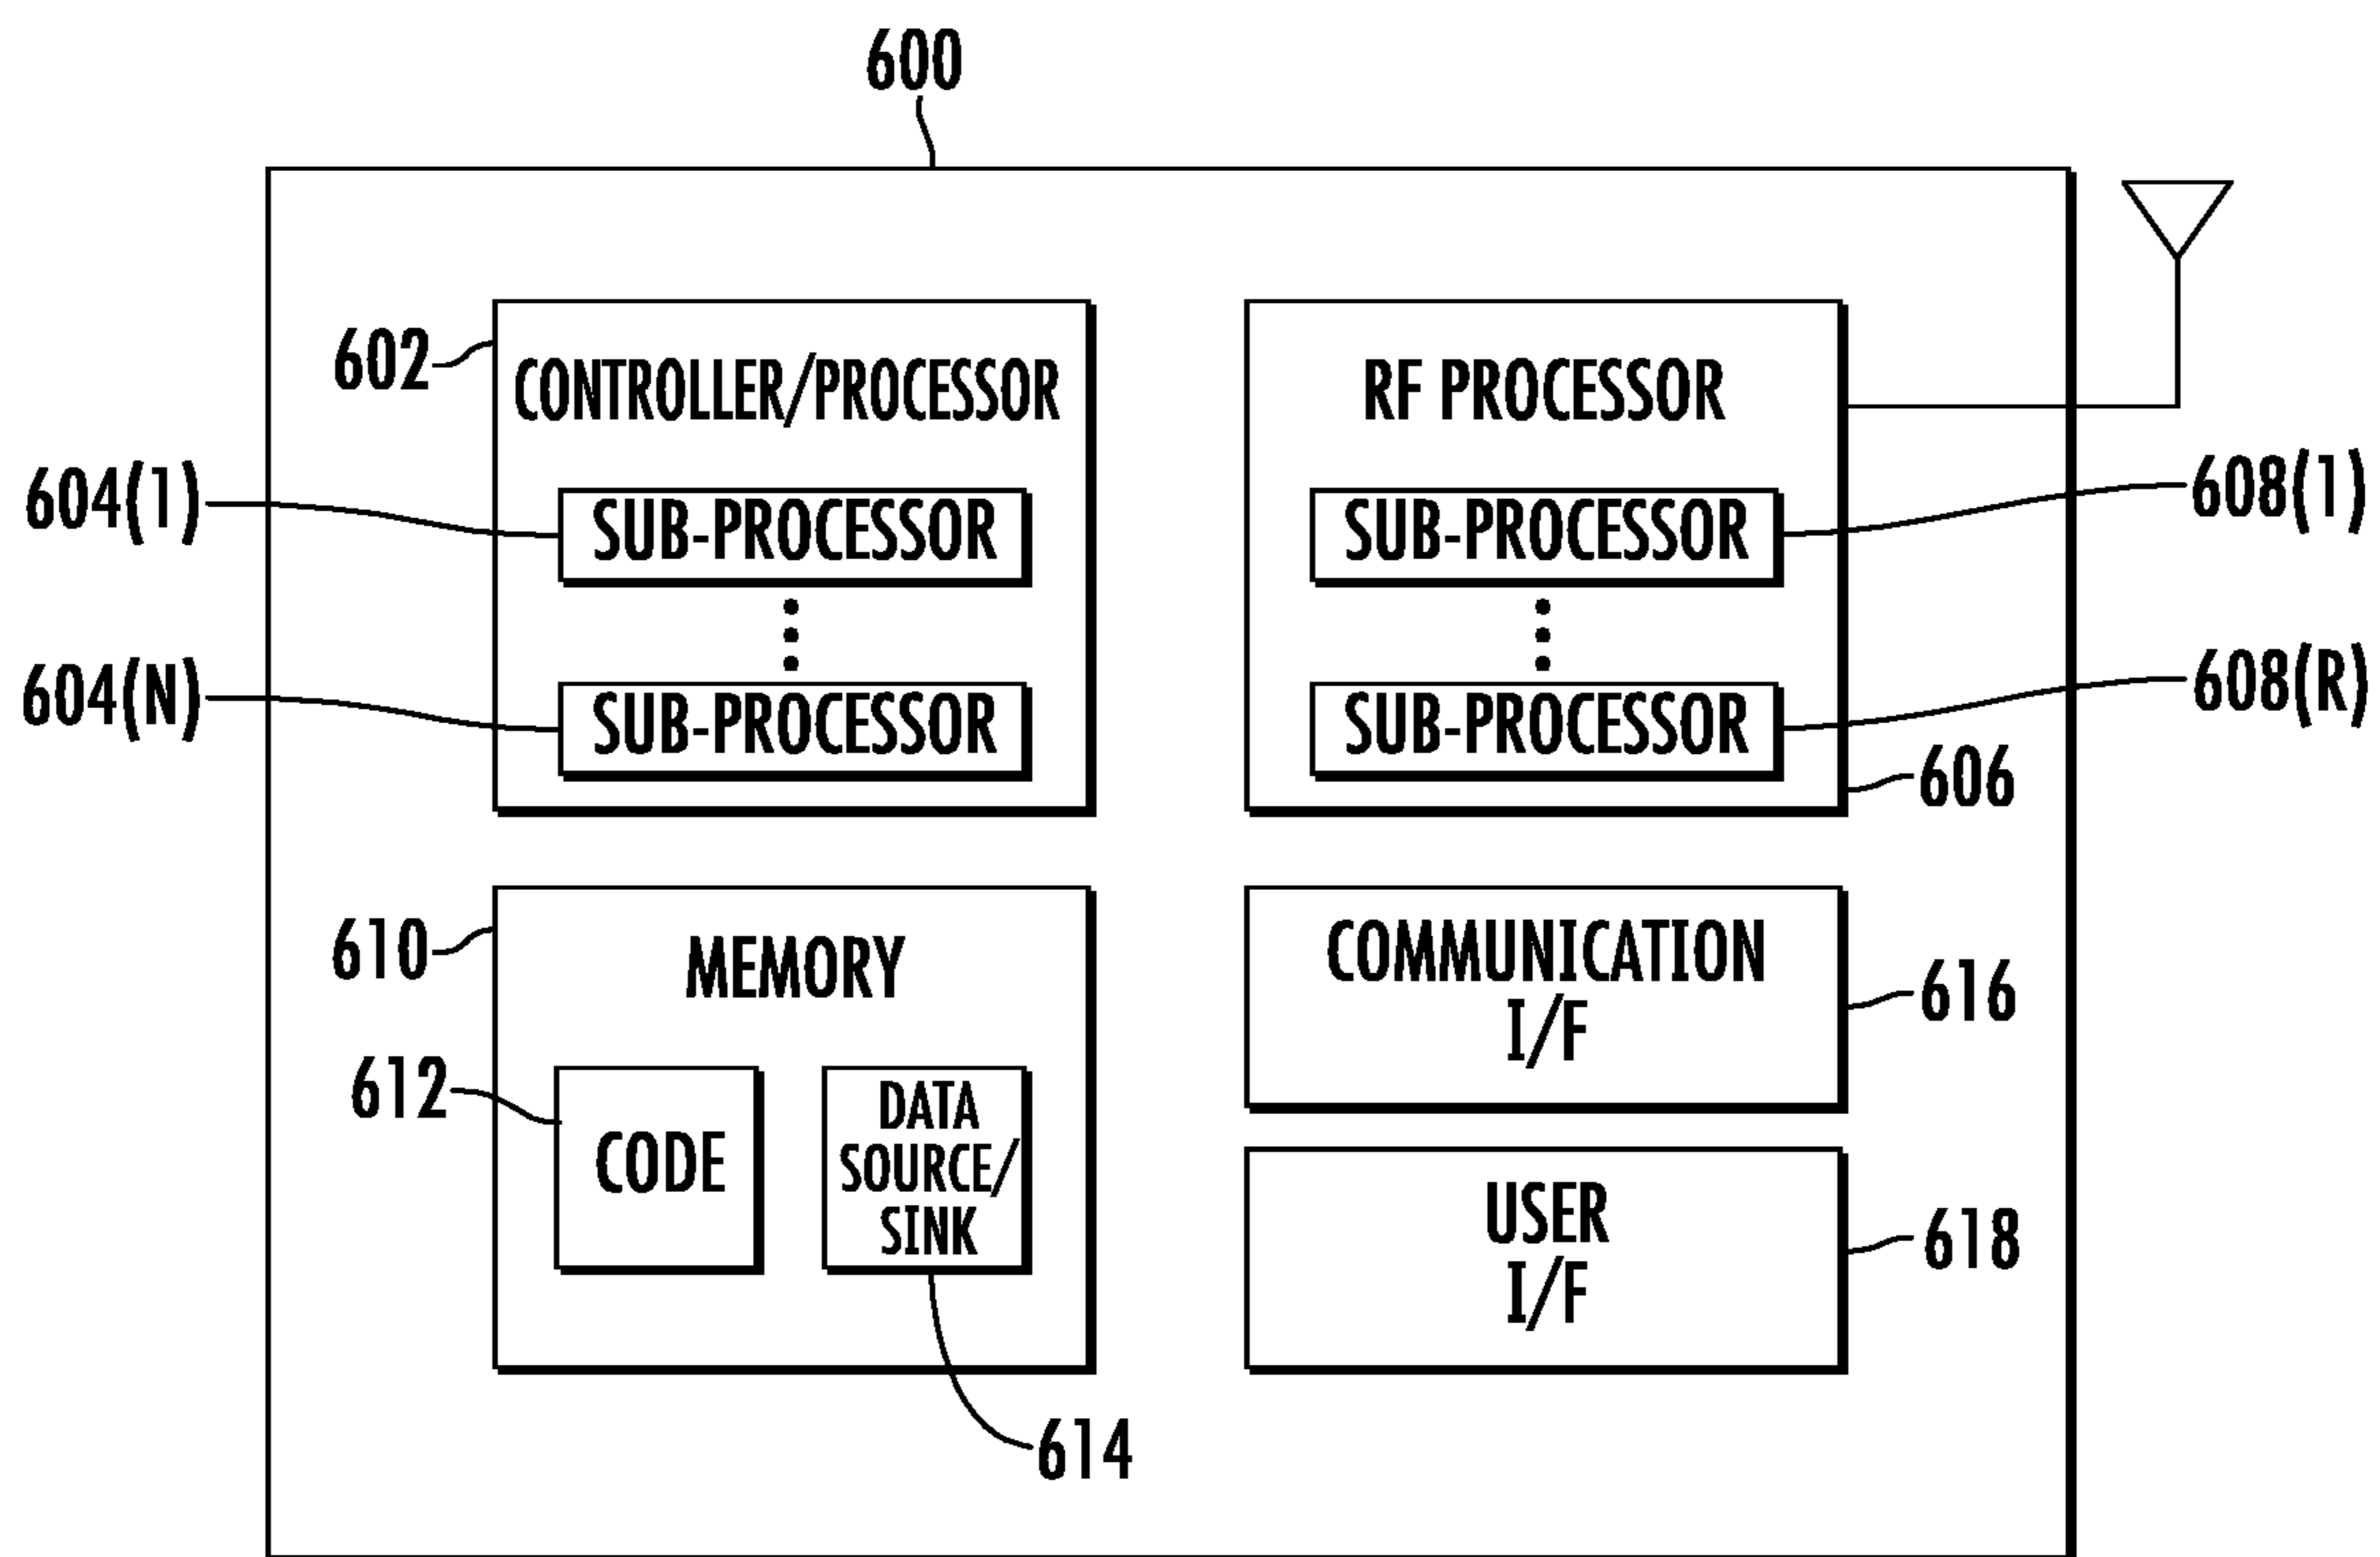 600
602
CONTROLLER/PROCESSOR
RF PROCESSOR
604(1)
SUB-PROCESSOR
SUB-PROCESSOR
608(1)
604(N)
SUB-PROCESSOR
SUB-PROCESSOR
608(R)
606
610
MEMORY
COMMUNICATION
I/F
616
612
CODE
DATA
SOURCE/
SINK
USER
I/F
618
614